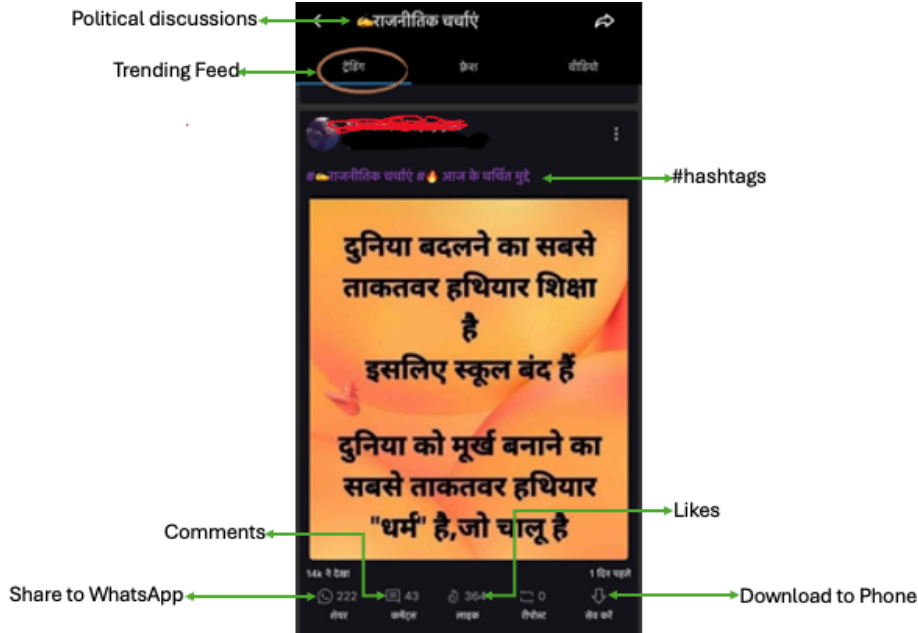 Political discussions
✍️राजनीतिक चर्चाएं
Trending Feed
ट्रेंडिंग
फ़्रेश
वीडियो
#✍️राजनीतिक चर्चाएं #🔥 आज के चर्चित मुद्दे
#hashtags
दुनिया बदलने का सबसे
ताकतवर हथियार शिक्षा
है
इसलिए स्कूल बंद हैं
दुनिया को मूर्ख बनाने का
सबसे ताकतवर हथियार
"धर्म" है,जो चालू है
Likes
Comments
14k ने देखा
1 दिन पहले
Share to WhatsApp
222
43
364
0
Download to Phone
शेयर
कमेंट्स
लाइक
रीपोस्ट
सेव करें